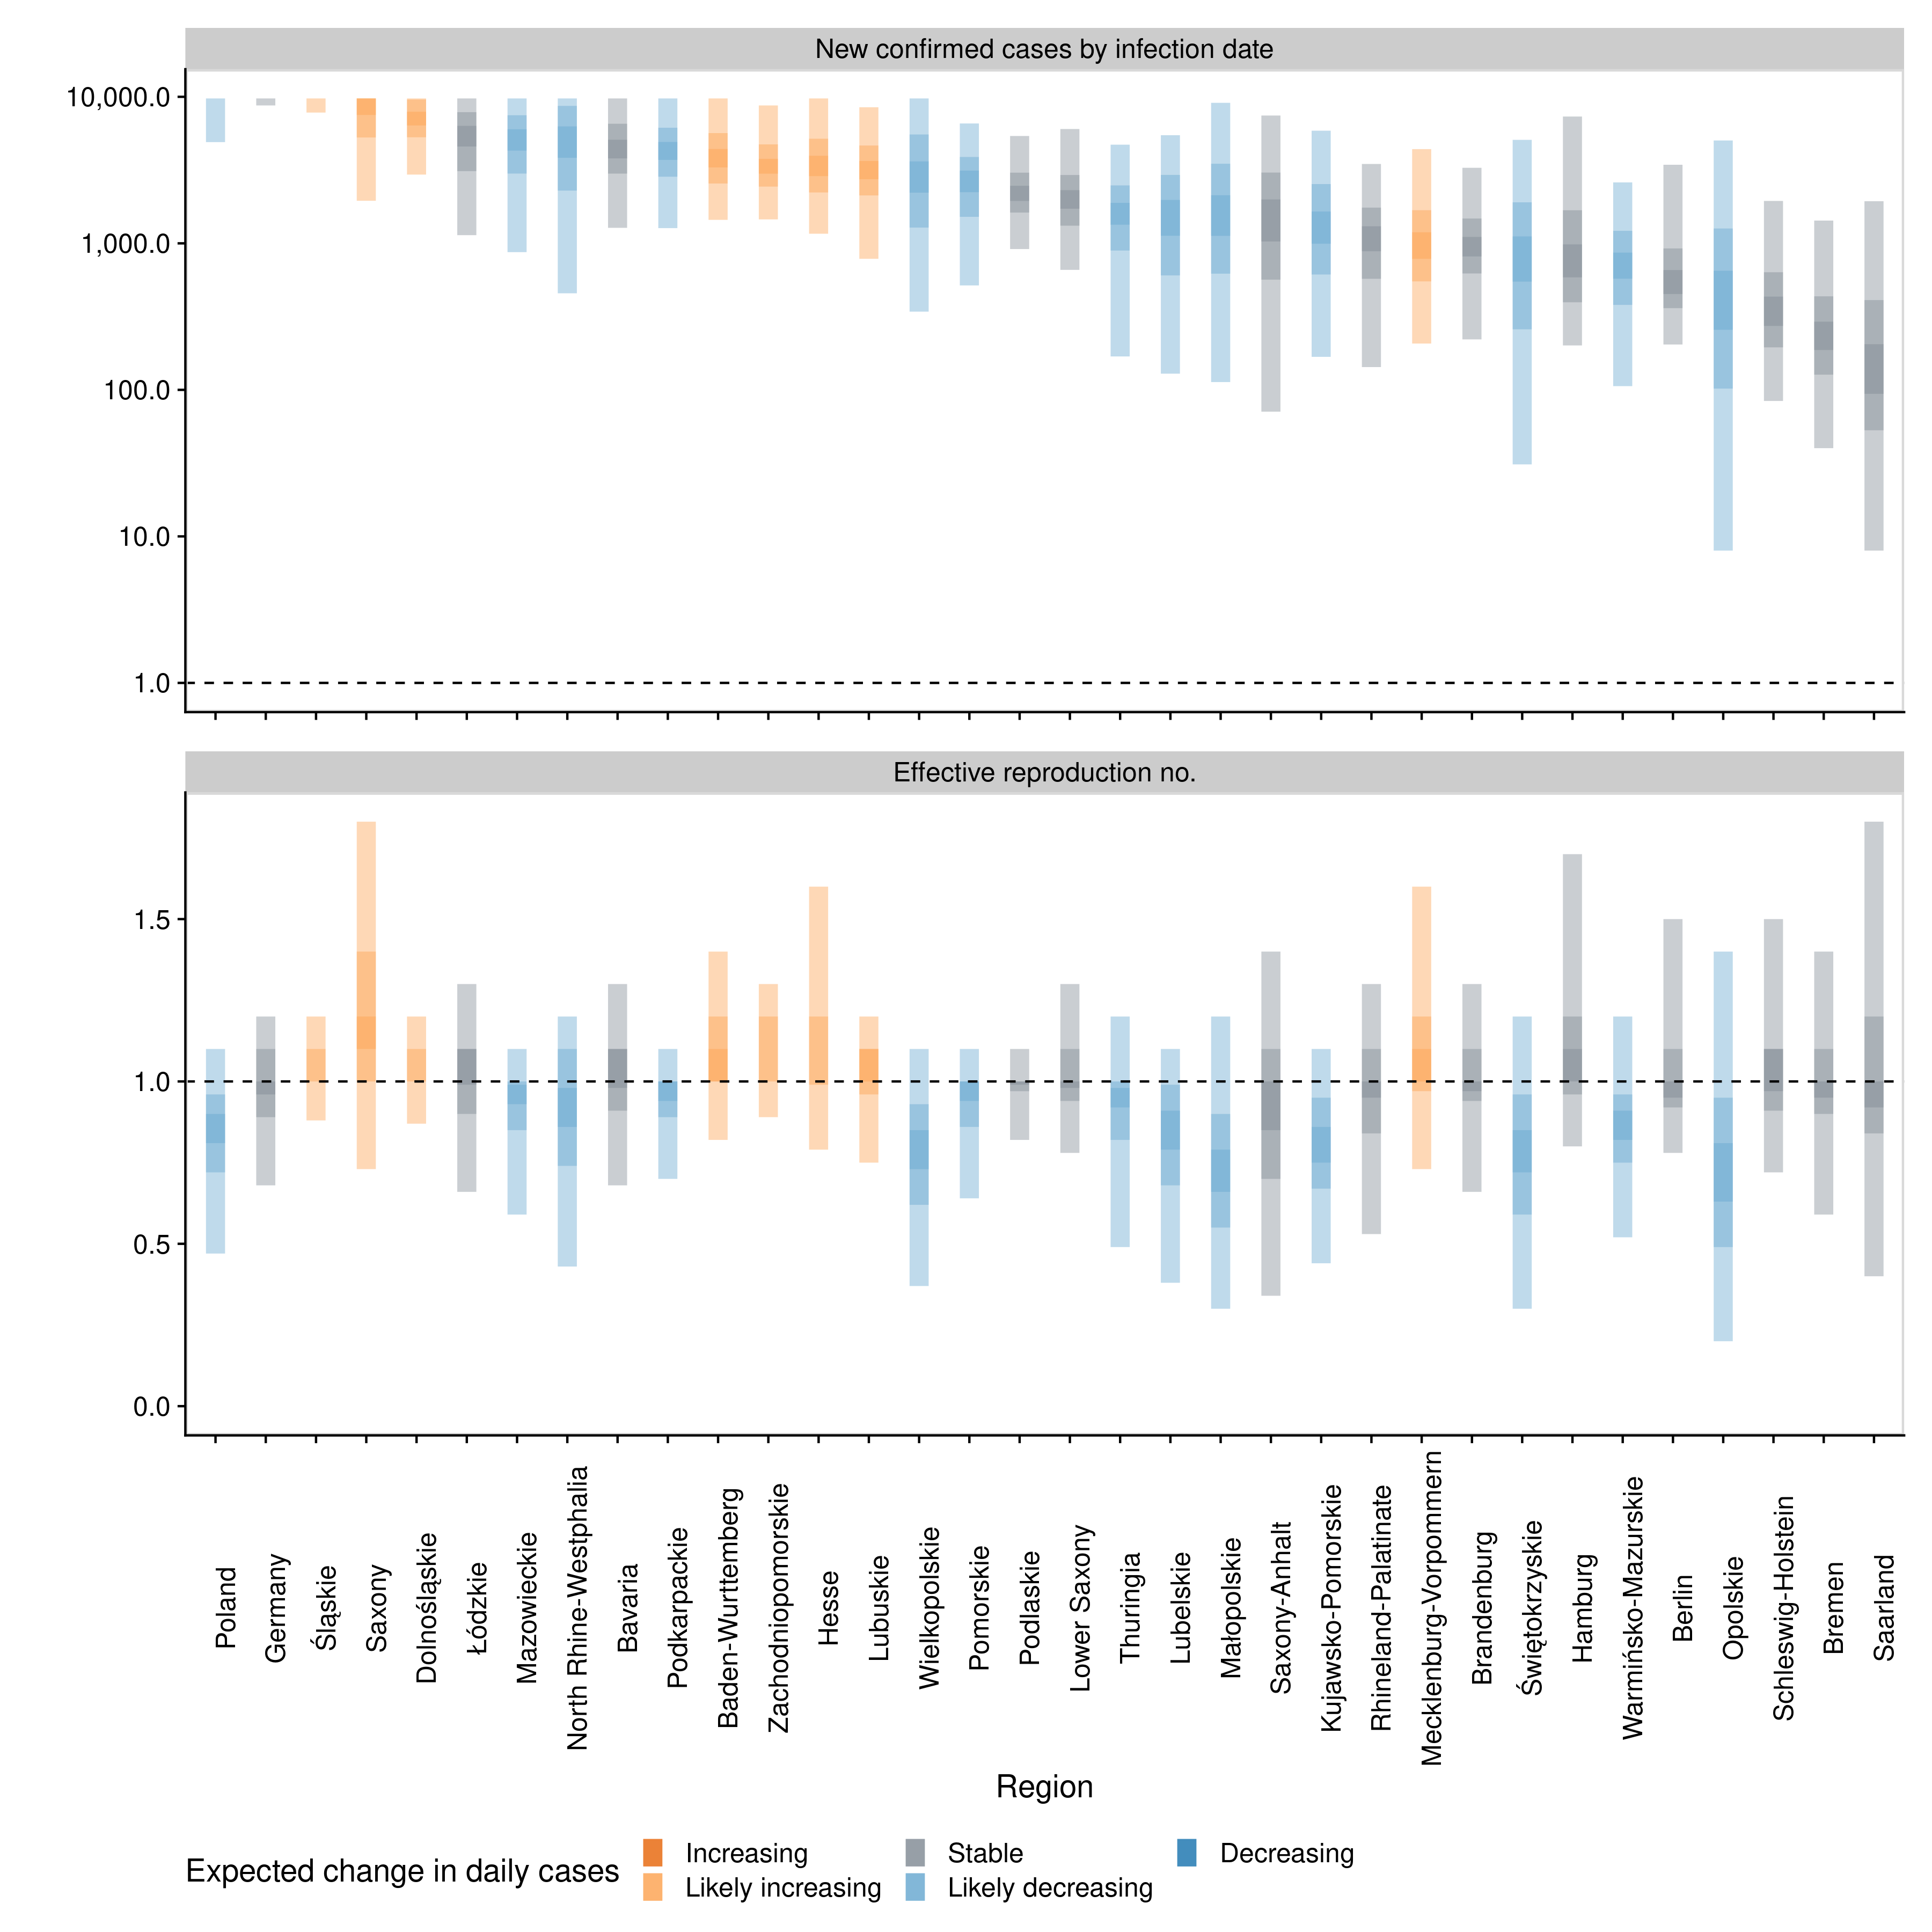 New confirmed cases by infection date
10,000.0
1,000.0
100.0
10.0
1.0
Effective reproduction no.
1.5
1.0
0.5
0.0
Poland
Germany
Śląskie
Saxony
Dolnośląskie
Łódzkie
Mazowieckie
North Rhine-Westphalia
Bavaria
Podkarpackie
Baden-Wurttemberg
Zachodniopomorskie
Hesse
Lubuskie
Wielkopolskie
Pomorskie
Podlaskie
Lower Saxony
Thuringia
Lubelskie
Małopolskie
Saxony-Anhalt
Kujawsko-Pomorskie
Rhineland-Palatinate
Mecklenburg-Vorpommern
Brandenburg
Świętokrzyskie
Hamburg
Warmińsko-Mazurskie
Berlin
Opolskie
Schleswig-Holstein
Bremen
Saarland
Region
Expected change in daily cases
Increasing
Likely increasing
Stable
Likely decreasing
Decreasing